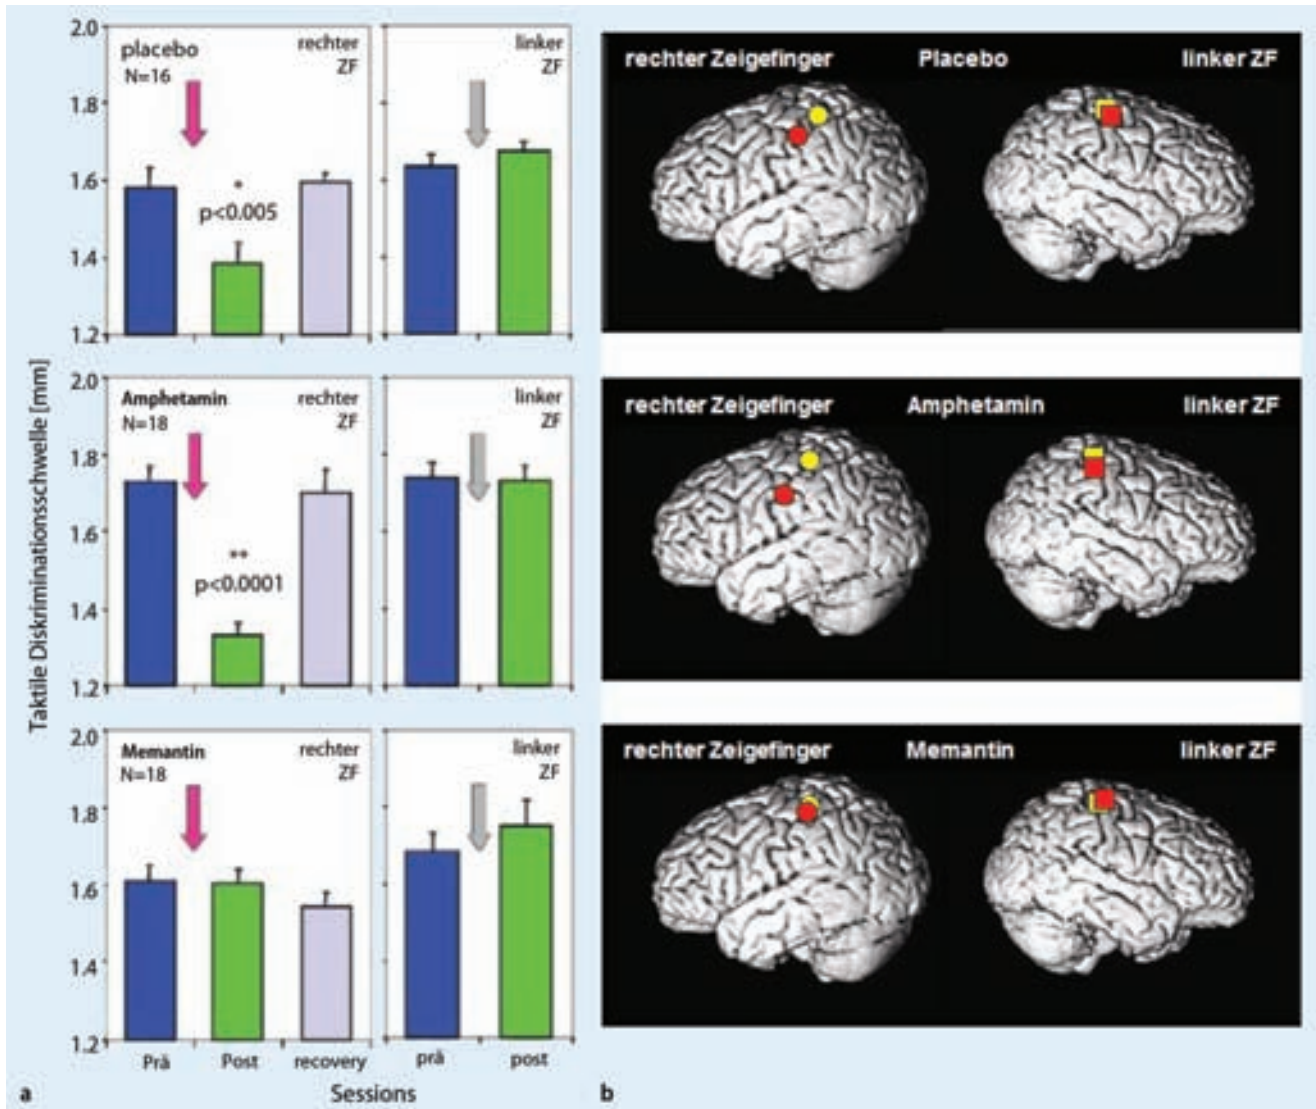 Taktile Diskriminationsschwelle [mm]
2.0
1.8
1.6
1.4
1.2
placebo
N=16
rechter
ZF
*
p<0.005
linker
ZF
2.0
1.8
1.6
1.4
1.2
Amphetamin
N=18
rechter
ZF
**
p<0.0001
linker
ZF
2.0
1.8
1.6
1.4
1.2
Memantin
N=18
rechter
ZF
linker
ZF
Prä Post recovery prä post
Sessions
a
rechter Zeigefinger Placebo linker ZF
rechter Zeigefinger Amphetamin linker ZF
rechter Zeigefinger Memantin linker ZF
b